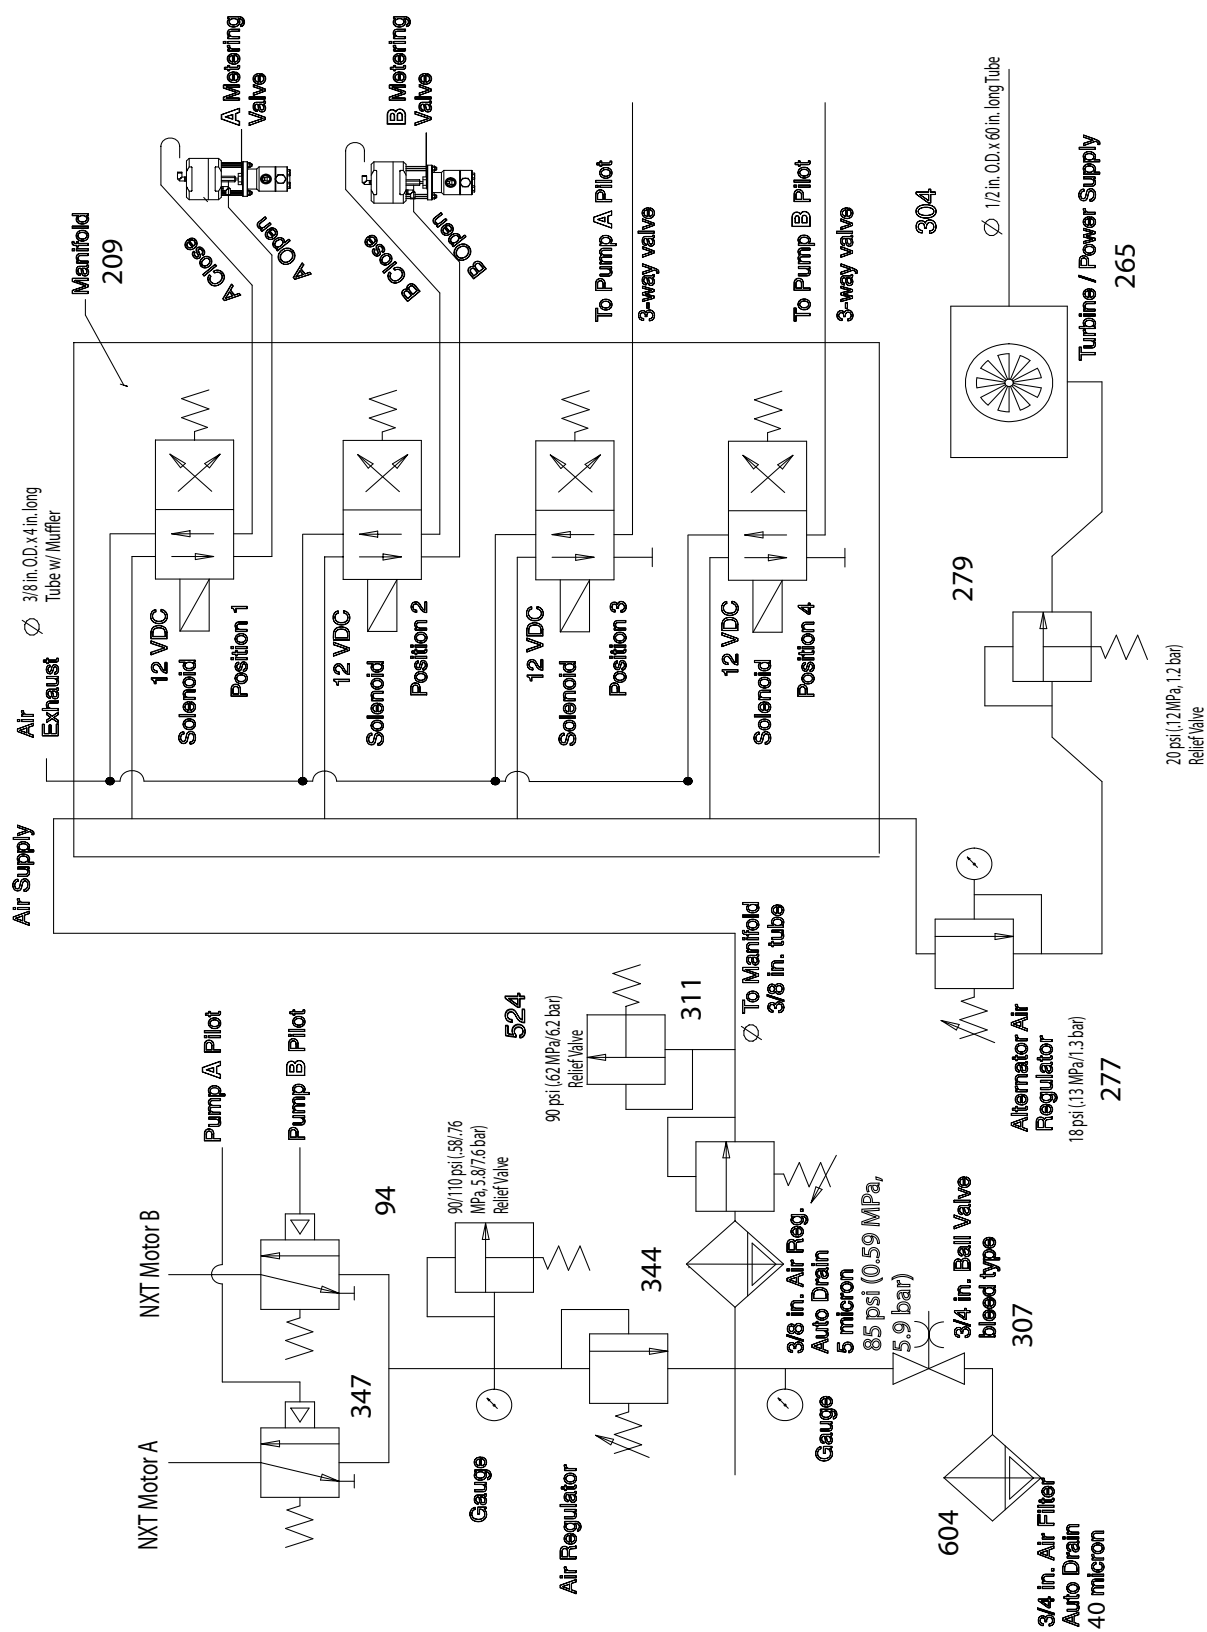 Air Supply
Air
Exhaust
⌀ 3/8 in. O.D. x 4 in. long
Tube w/ Muffler
Manifold
209
A Close
A Open
A Metering
Valve
B Close
B Open
B Metering
Valve
12 VDC
Solenoid
Position 1
12 VDC
Solenoid
Position 2
12 VDC
Solenoid
Position 3
12 VDC
Solenoid
Position 4
To Pump A Pilot
3-way valve
To Pump B Pilot
3-way valve
304
⌀ 1/2 in. O.D. x 60 in. long Tube
Turbine / Power Supply
265
279
20 psi (.12 MPa, 1.2 bar)
Relief Valve
Alternator Air
Regulator
18 psi (.13 MPa/1.3 bar)
277
NXT Motor A
NXT Motor B
Pump A Pilot
Pump B Pilot
347
94
90/110 psi (.58/.76
MPa, 5.8/7.6 bar)
Relief Valve
524
90 psi (.62 MPa/6.2 bar)
Relief Valve
311
⌀ To Manifold
3/8 in. tube
Gauge
Air Regulator
344
3/8 in. Air Reg.
Auto Drain
5 micron
85 psi (0.59 MPa,
5.9 bar)
Gauge
3/4 in. Ball Valve
bleed type
307
604
3/4 in. Air Filter
Auto Drain
40 micron